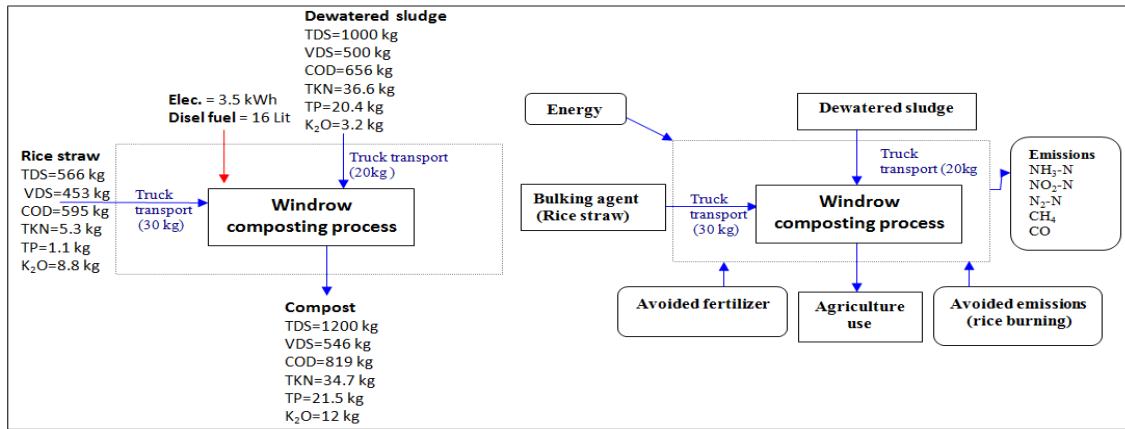 Dewatered sludge
TDS=1000 kg
VDS=500 kg
COD=656 kg
TKN=36.6 kg
TP=20.4 kg
K₂O=3.2 kg
Elec. = 3.5 kWh
Disel fuel = 16 Lit
Truck transport
(20kg )
Rice straw
TDS=566 kg
VDS=453 kg
COD=595 kg
TKN=5.3 kg
TP=1.1 kg
K₂O=8.8 kg
Truck
transport
(30 kg)
Windrow
composting process
Compost
TDS=1200 kg
VDS=546 kg
COD=819 kg
TKN=34.7 kg
TP=21.5 kg
K₂O=12 kg
Energy
Dewatered sludge
Truck
transport (20kg
Bulking agent
(Rice straw)
Truck
transport
(30 kg)
Windrow
composting process
Emissions
NH₃-N
NO₂-N
N₂-N
CH₄
CO
Avoided fertilizer
Agriculture
use
Avoided emissions
(rice burning)